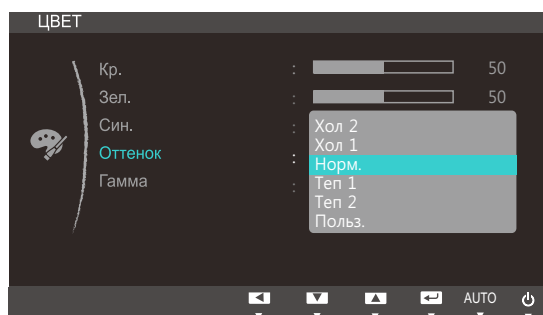 ЦВЕТ
Кр. : 50
Зел. : 50
Син. :
Оттенок :
Гамма :
Хол 2
Хол 1
Норм.
Теп 1
Теп 2
Польз.
AUTO